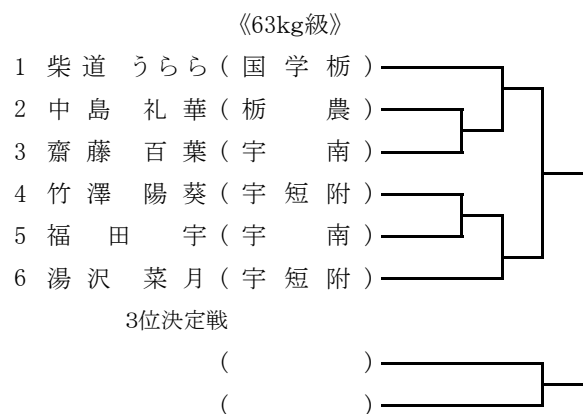 《63kg級》
1 柴道 うらら(国学栃)
2 中島 礼華(栃農)
3 齋藤百葉(宇南)
4 竹澤陽葵(宇短附)
5 福田宇(宇南)
6 湯沢菜月(宇短附)
3位決定戦
( )
( )